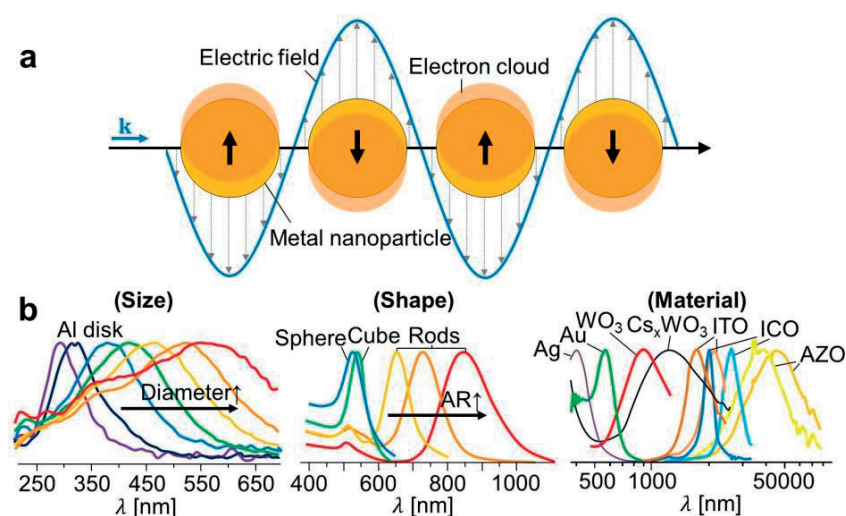 a
Electric field
Electron cloud
k
Metal nanoparticle
b
(Size)
(Shape)
(Material)
Al disk
Diameter↑
250 350 450 550 650
λ [nm]
Sphere Cube Rods
AR↑
400 600 800 1000
λ [nm]
Ag
Au
WO₃
CsₓWO₃
ITO
ICO
AZO
500 1000 50000
λ [nm]